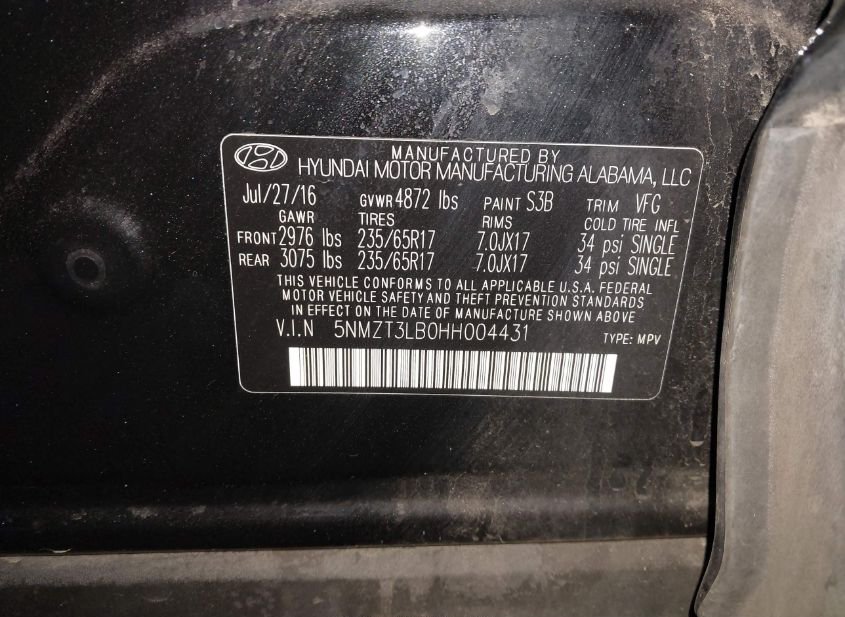 MANUFACTURED BY
HYUNDAI MOTOR MANUFACTURING ALABAMA, LLC
Jul/27/16 GVWR 4872 lbs PAINT S3B TRIM VFG
GAWR TIRES RIMS COLD TIRE INFL
FRONT 2976 lbs 235/65R17 7.0JX17 34 psi SINGLE
REAR 3075 lbs 235/65R17 7.0JX17 34 psi SINGLE
THIS VEHICLE CONFORMS TO ALL APPLICABLE U.S.A. FEDERAL
MOTOR VEHICLE SAFETY AND THEFT PREVENTION STANDARDS
IN EFFECT ON THE DATE OF MANUFACTURE SHOWN ABOVE
V.I.N 5NMZT3LB0HH004431 TYPE: MPV